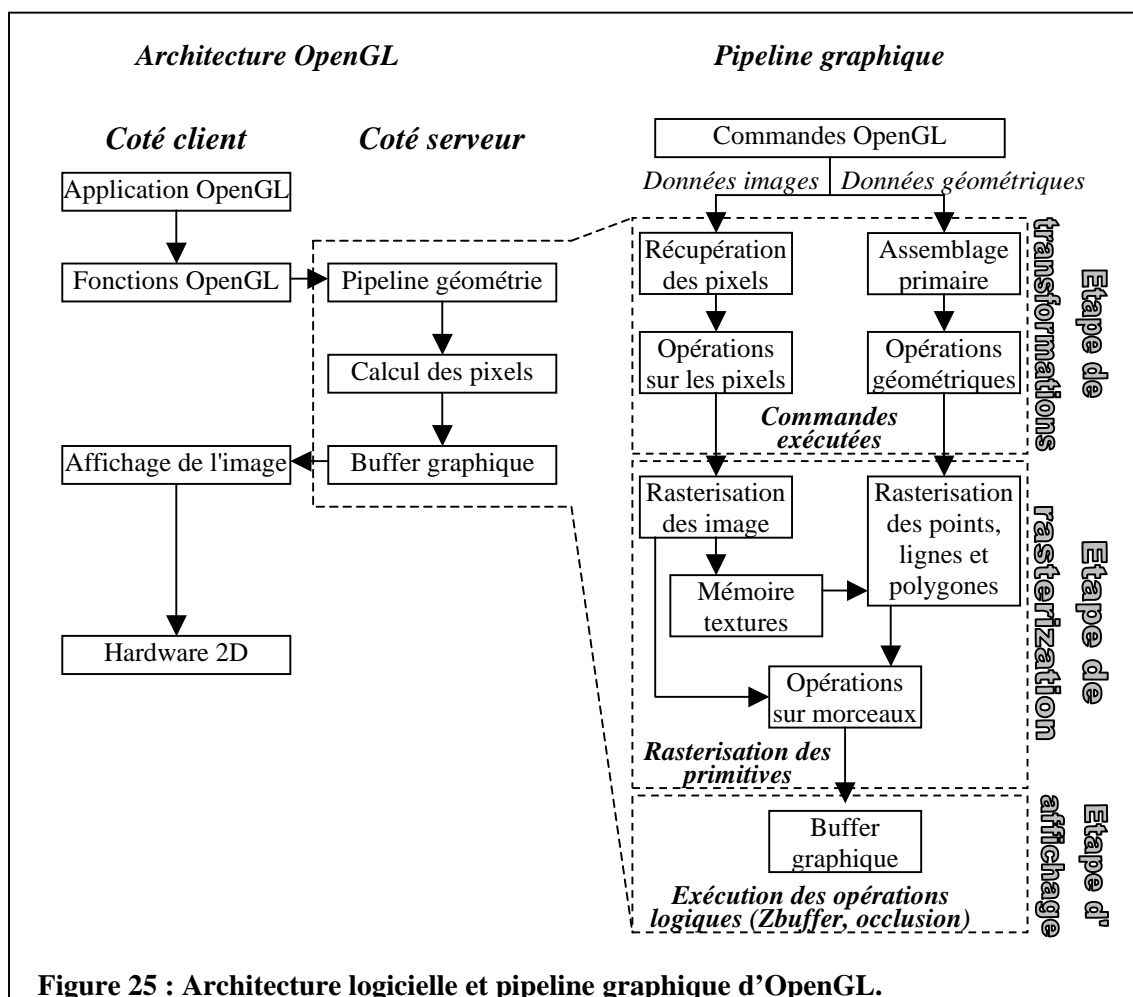 Architecture OpenGL
Coté client
Coté serveur
Application OpenGL
Fonctions OpenGL
Pipeline géométrie
Calcul des pixels
Affichage de l'image
Buffer graphique
Hardware 2D
Pipeline graphique
Commandes OpenGL
Données images
Données géométriques
Récupération
des pixels
Assemblage
primaire
Opérations
sur les pixels
Opérations
géométriques
Commandes
exécutées
Etape de
transformations
Rasterisation
des image
Rasterisation
des points,
lignes et
polygones
Mémoire
textures
Opérations
sur morceaux
Rasterisation des
primitives
Etape de
rasterization
Buffer
graphique
Exécution des opérations
logiques (Zbuffer, occlusion)
Etape d'
affichage
Figure 25 : Architecture logicielle et pipeline graphique d’OpenGL.